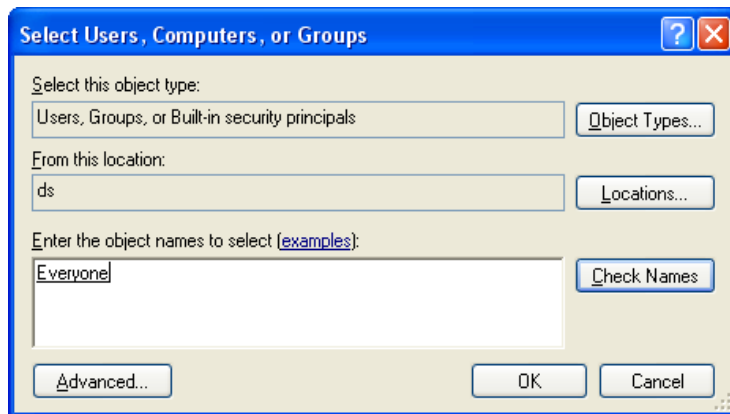 Select Users, Computers, or Groups
Select this object type:
Users, Groups, or Built-in security principals
Object Types...
From this location:
ds
Locations...
Enter the object names to select (examples):
Everyone
Check Names
Advanced...
OK
Cancel